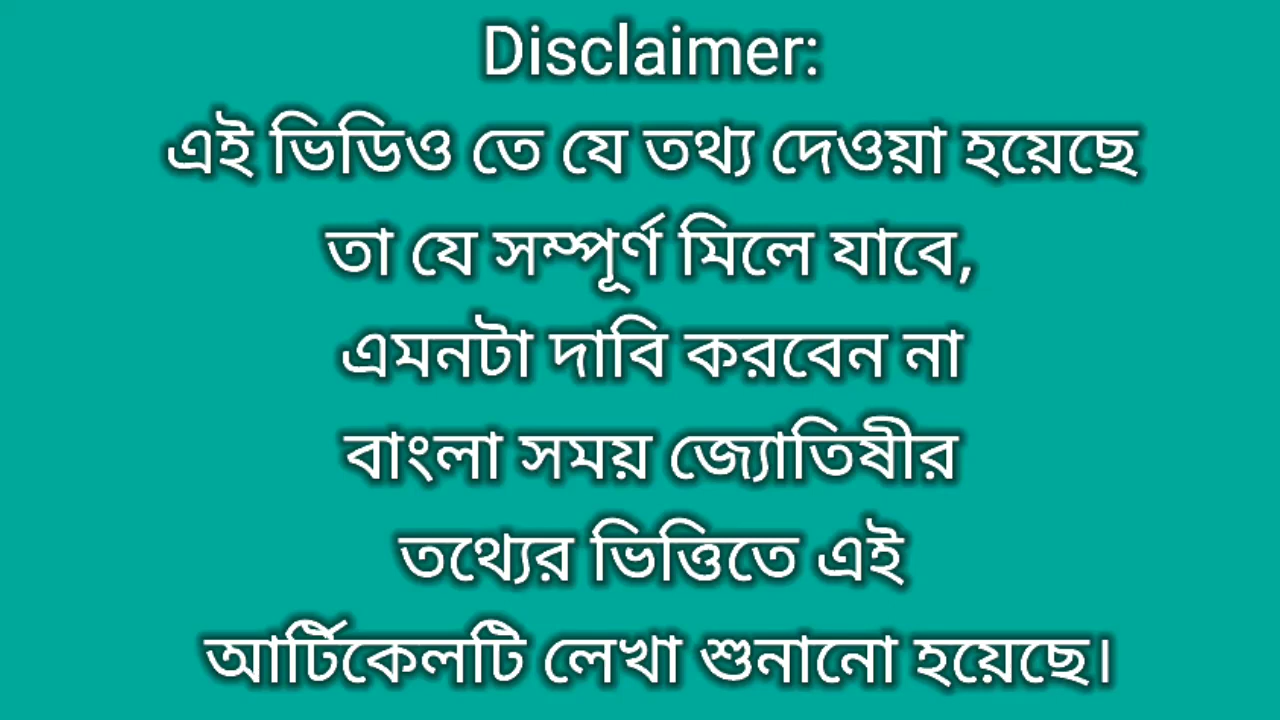 Disclaimer:
এই ভিডিও তে যে তথ্য দেওয়া হয়েছে
তা যে সম্পূর্ণ মিলে যাবে,
এমনটা দাবি করবেন না
বাংলা সময় জ্যোতিষীর
তথ্যের ভিত্তিতে এই
আর্টিকেলটি লেখা শুনানো হয়েছে।